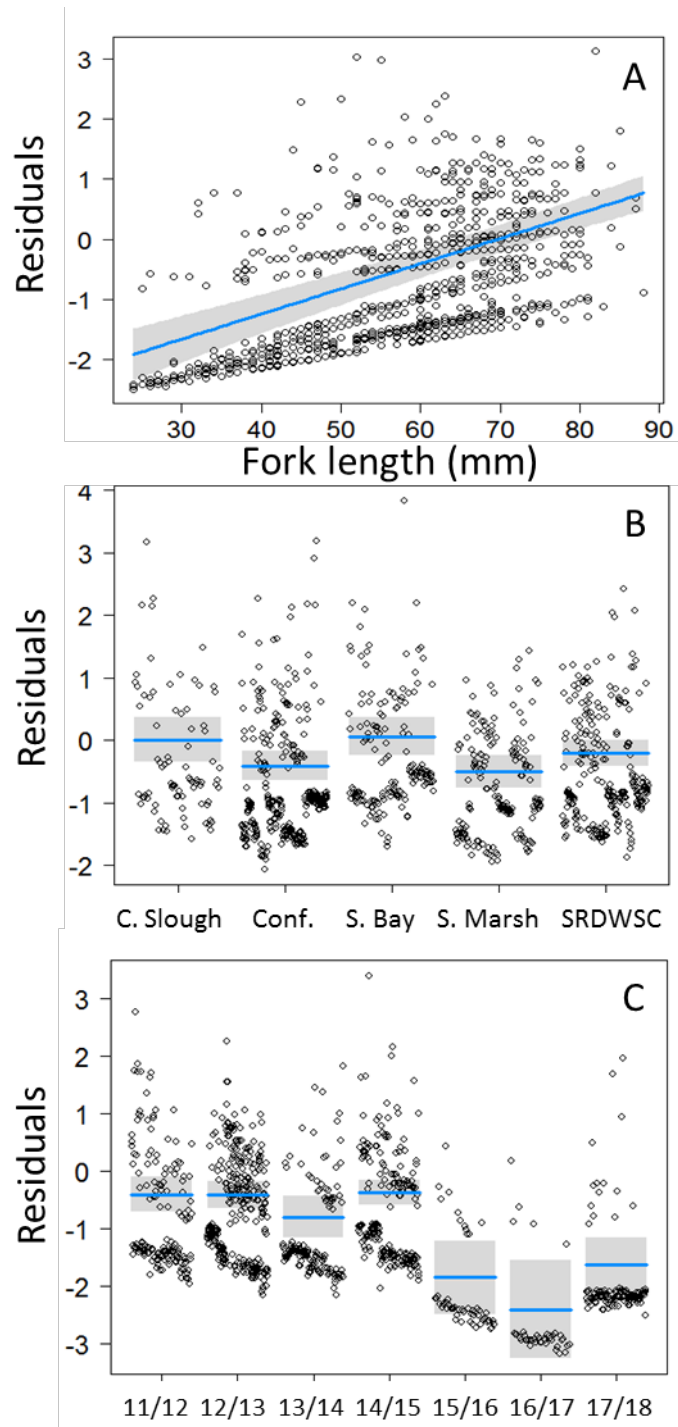 A
3
2
1
0
-1
-2
Residuals
30 40 50 60 70 80 90
Fork length (mm)
B
4
3
2
1
0
-1
-2
Residuals
C. Slough Conf. S. Bay S. Marsh SRDWSC
C
3
2
1
0
-1
-2
-3
Residuals
11/12 12/13 13/14 14/15 15/16 16/17 17/18